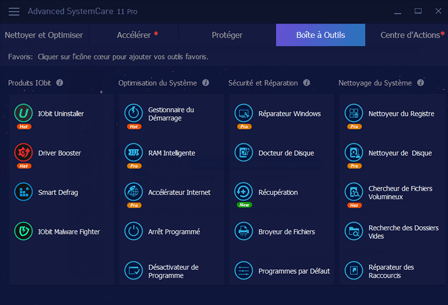 Advanced SystemCare 11 Pro
Nettoyer et Optimiser Accélérer Protéger Boîte à Outils Centre d'Actions
Favoris: Cliquer sur l'icône cœur pour ajouter vos outils favoris.
Produits IObit Optimisation du Système Sécurité et Réparation Nettoyage du Système
IObit Uninstaller
Hot
Gestionnaire du
Démarrage
Hot
Réparateur Windows
Pro
Nettoyeur du Registre
Pro
Driver Booster
Hot
RAM Intelligente
Pro
Docteur de Disque
Nettoyeur de Disque
Pro
Smart Defrag
Accélérateur Internet
Pro
Récupération
New
Chercheur de Fichiers
Volumineux
Hot
IObit Malware Fighter
Arrêt Programmé
Broyeur de Fichiers
Recherche des Dossiers
Vides
Désactivateur de
Programme
Programmes par Défaut
Réparateur des
Raccourcis